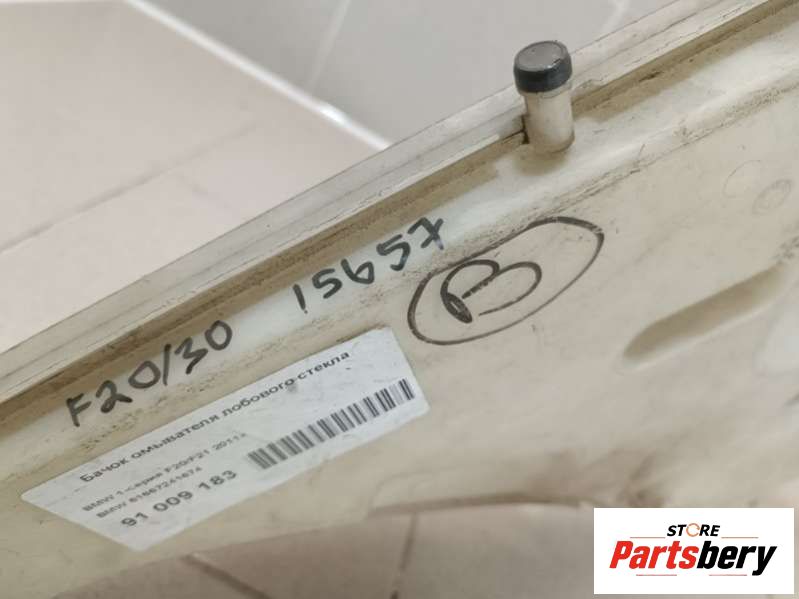 F20/30 15657
B
Бачок омывателя лобового стекла
BMW 1-серия F20/F21 2011>
BMW 61667241674
91 009 183
STORE
Partsbery